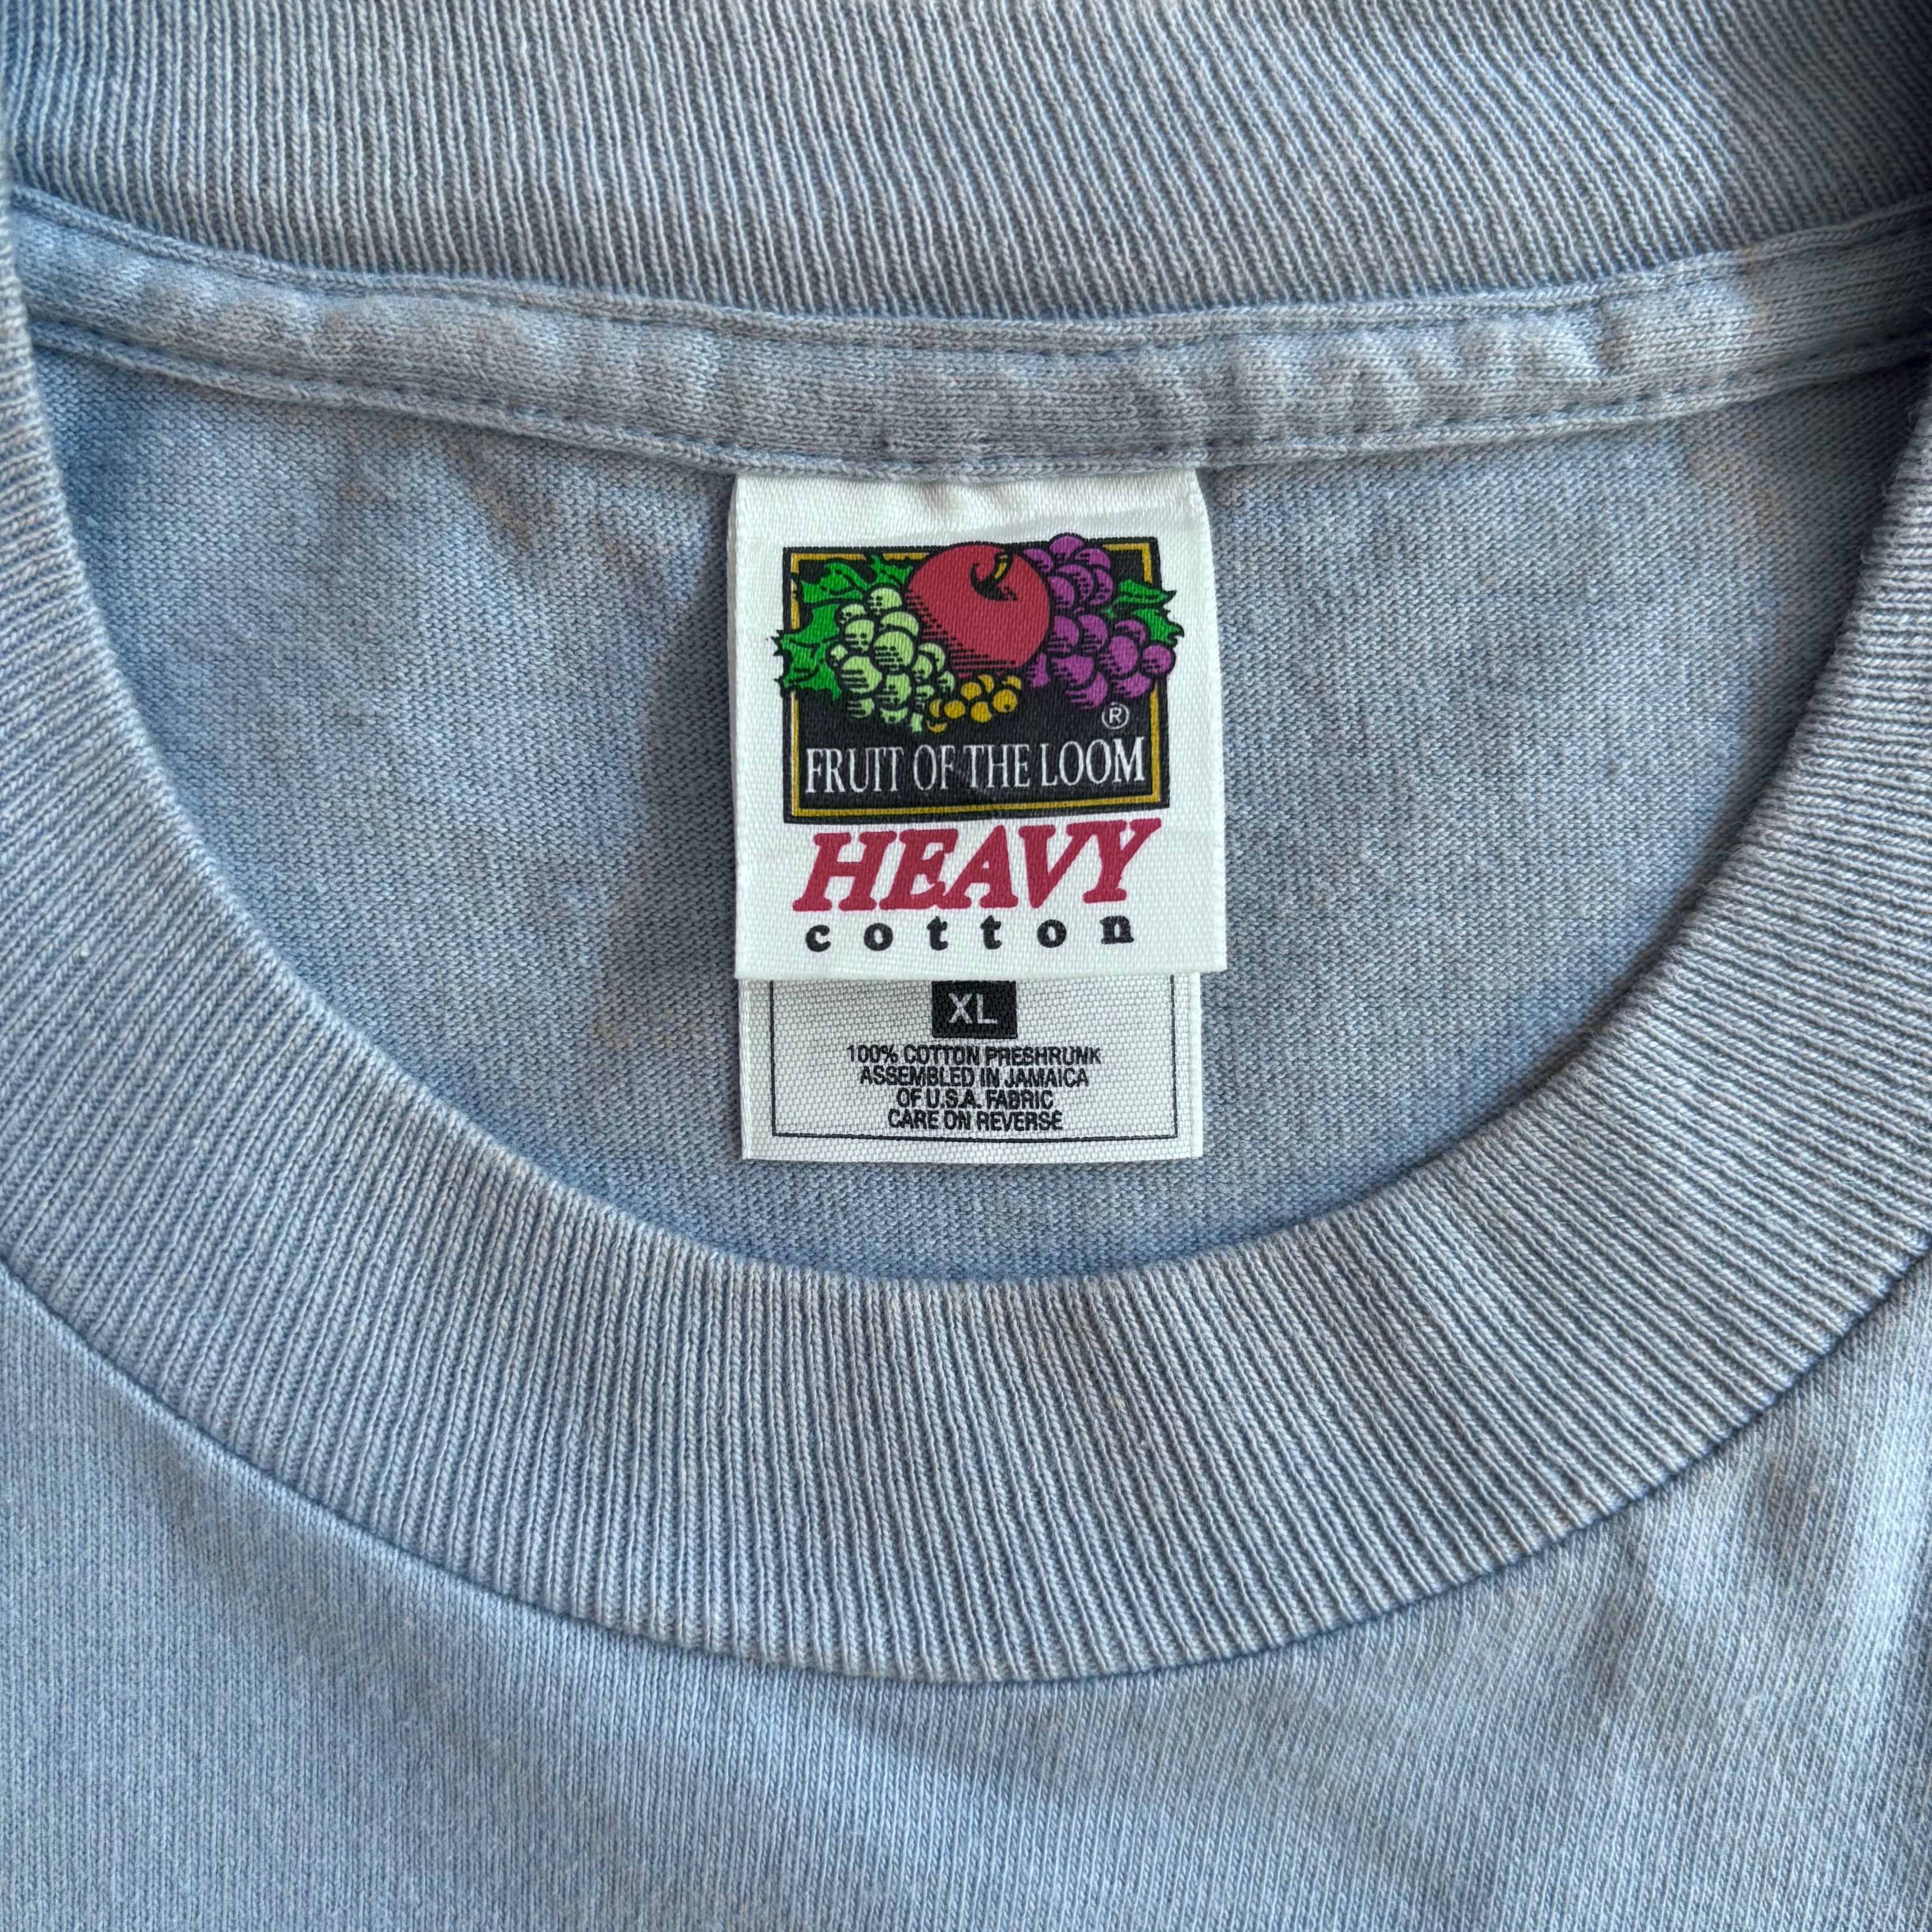 ®
FRUIT OF THE LOOM
HEAVY
cotton
XL
100% COTTON PRESHRUNK
ASSEMBLED IN JAMAICA
OF U.S.A. FABRIC
CARE ON REVERSE